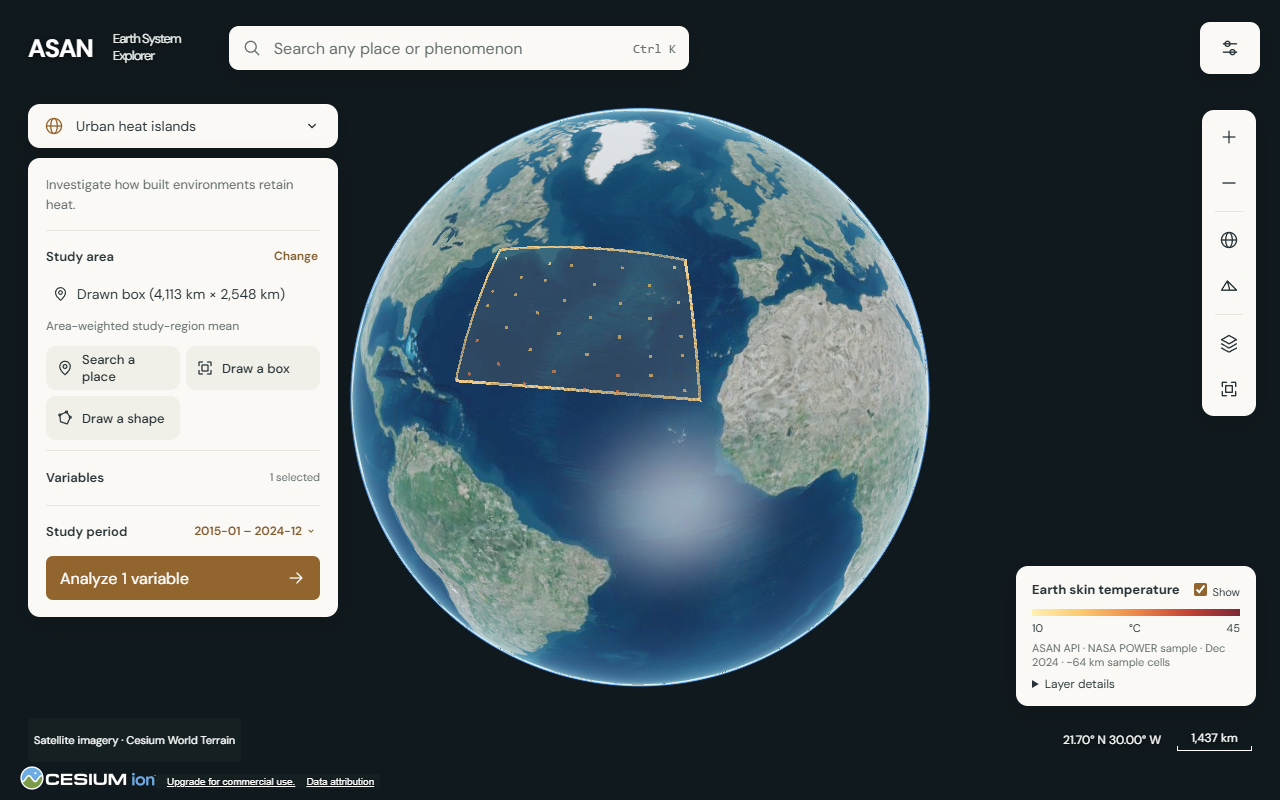 ASAN
Earth System
Explorer
Search any place or phenomenon
Ctrl K
Urban heat islands
Investigate how built environments retain
heat.
Study area
Change
Drawn box (4,113 km × 2,548 km)
Area-weighted study-region mean
Search a
place
Draw a box
Draw a shape
Variables
1 selected
Study period
2015-01 – 2024-12
Analyze 1 variable
Earth skin temperature
Show
10
°C
45
ASAN API · NASA POWER sample · Dec
2024 · ~64 km sample cells
Layer details
Satellite imagery · Cesium World Terrain
21.70° N 30.00° W
1,437 km
CESIUM ion
Upgrade for commercial use.
Data attribution